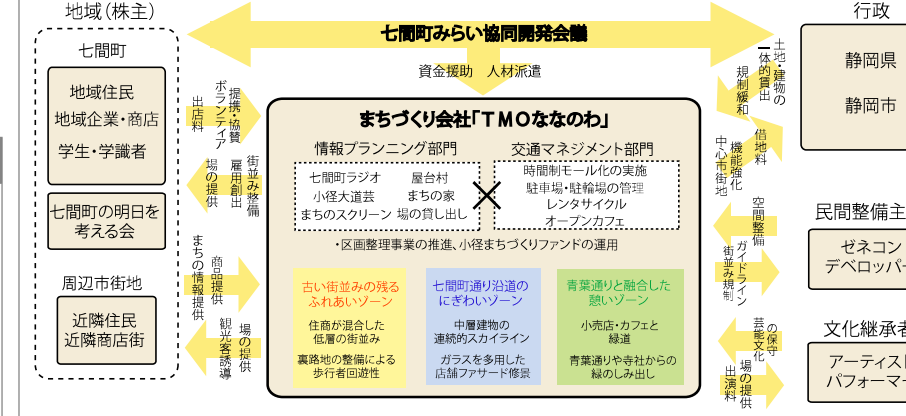 地域(株主)
七間町みらい協同開発会議
行政
七間町
地域住民
地域企業・商店
学生・学識者
七間町の明日を
考える会
周辺市街地
近隣住民
近隣商店街
提携・協賛
ボランティア
出店料
街並み整備
雇用創出
場の提供
商品提供
まちの情報提供
場の提供
観光客誘導
資金援助 人材派遣
まちづくり会社「TMOななのわ」
情報プランニング部門
七間町ラジオ 屋台村
小径大道芸 まちの家
まちのスクリーン 場の貸し出し
交通マネジメント部門
時間制モール化の実施
駐車場・駐輪場の管理
レンタサイクル
オープンカフェ
・区画整理事業の推進、小径まちづくりファンドの運用
古い街並みの残る
ふれあいゾーン
住商が混合した
低層の街並み
裏路地の整備による
歩行者回遊性
七間町通り沿道の
にぎわいゾーン
中層建物の
連続的スカイライン
ガラスを多用した
店舗ファサード修景
青葉通りと融合した
憩いゾーン
小売店・カフェと
緑道
青葉通りや寺社からの
緑のしみ出し
土地・建物の
一体的賃出
規制緩和
借地料
機能強化
中心市街地
空間整備
ガイドライン
街並み規制
の保守
芸能文化
場の提供
出演料
静岡県
静岡市
民間整備主
ゼネコン
デベロッパー
文化継承者
アーティスト
パフォーマー